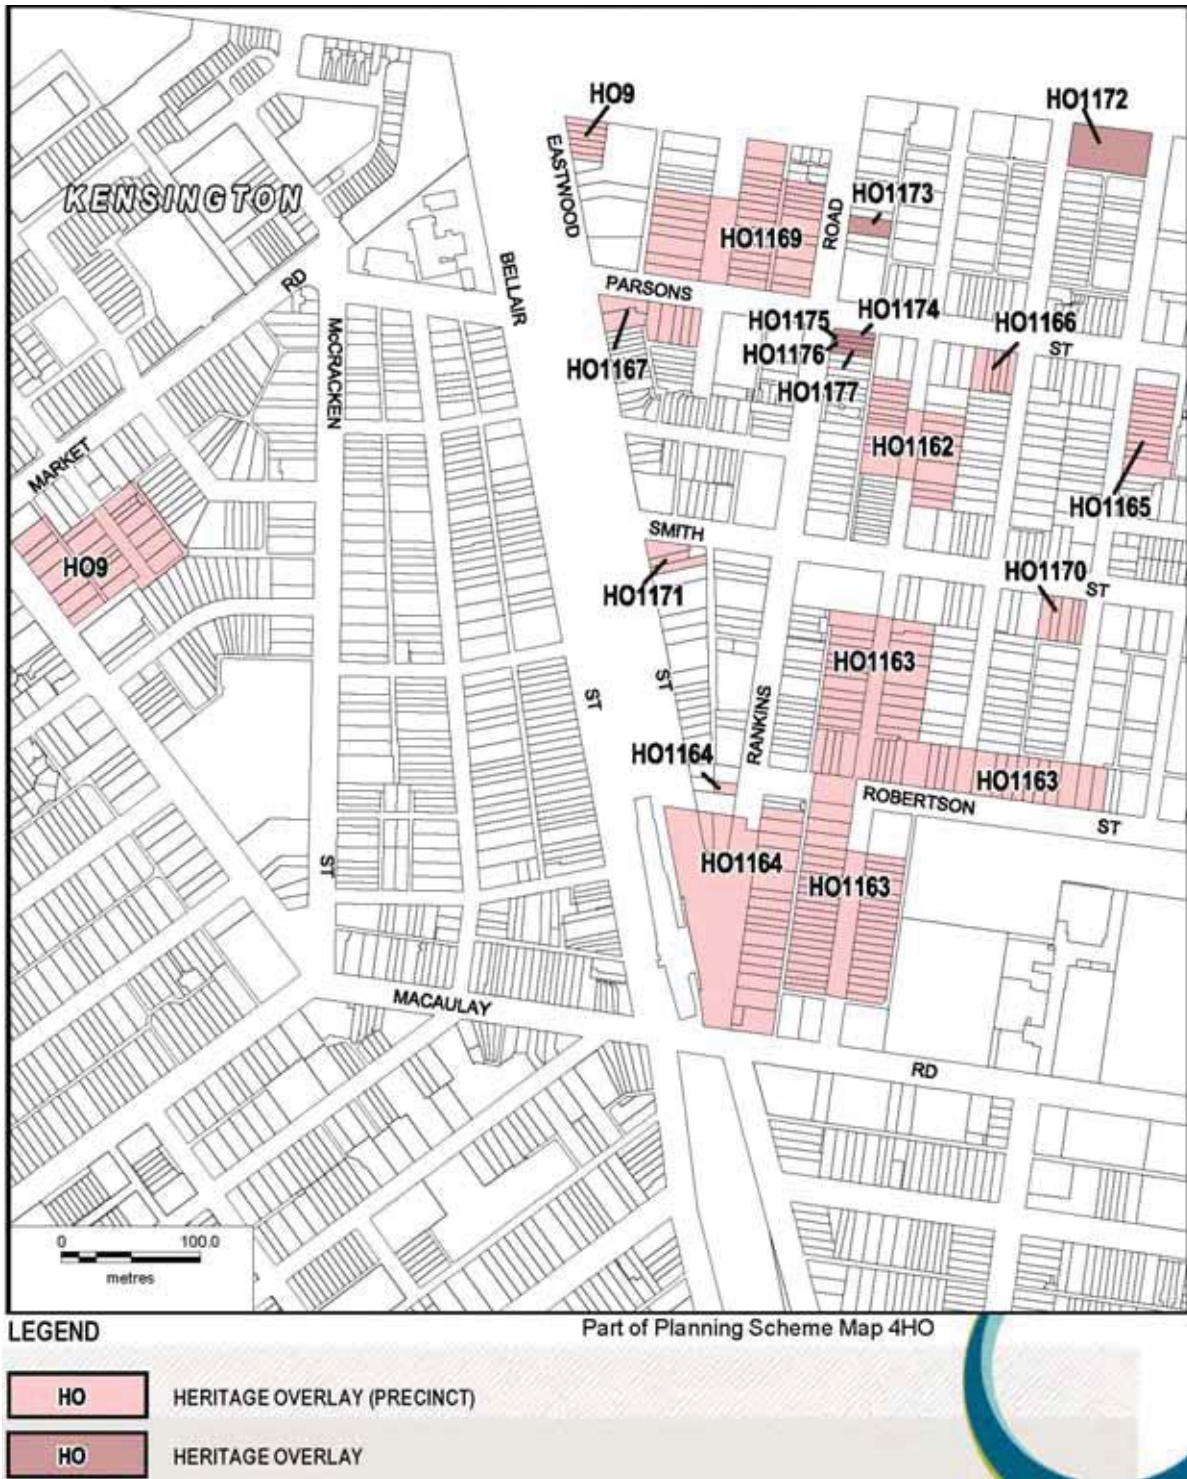 HO9
HO1172
EASTWOOD
KENSINGTON
HO1173
ROAD
HO1169
BELLAIR
RD
PARSONS
HO1175
HO1174
HO1166
ST
HO1176
HO1167
HO1177
McCRACKEN
HO1162
MARKET
HO1165
SMITH
HO9
HO1170
ST
HO1171
HO1163
ST
ST
RANKINS
HO1164
HO1163
ROBERTSON
ST
HO1164
HO1163
ST
MACAULAY
RD
0 100.0
metres
LEGEND
Part of Planning Scheme Map 4HO
HO HERITAGE OVERLAY (PRECINCT)
HO HERITAGE OVERLAY